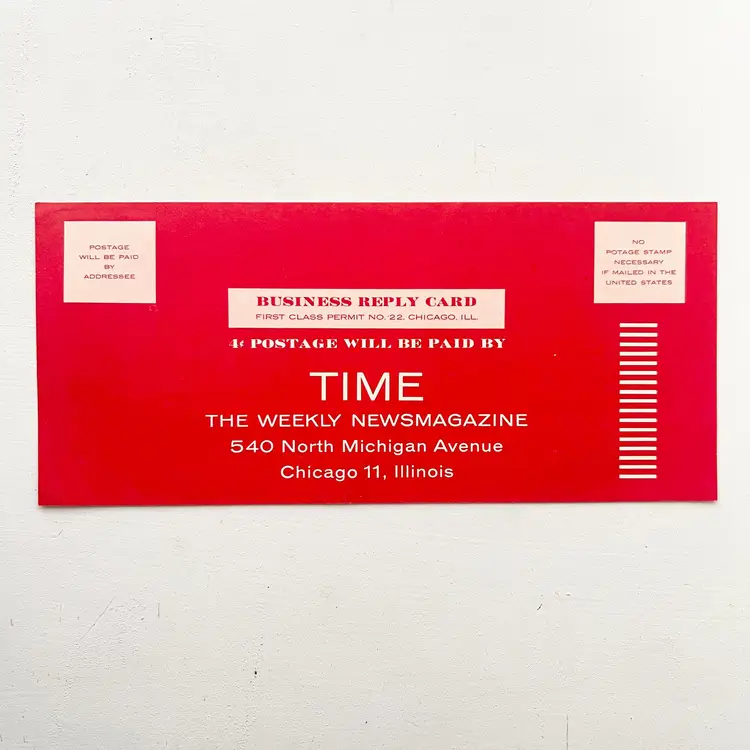 POSTAGE
WILL BE PAID
BY
ADDRESSEE
NO
POTAGE STAMP
NECESSARY
IF MAILED IN THE
UNITED STATES
BUSINESS REPLY CARD
FIRST CLASS PERMIT NO. 22, CHICAGO, ILL.
4¢ POSTAGE WILL BE PAID BY
TIME
THE WEEKLY NEWSMAGAZINE
540 North Michigan Avenue
Chicago 11, Illinois